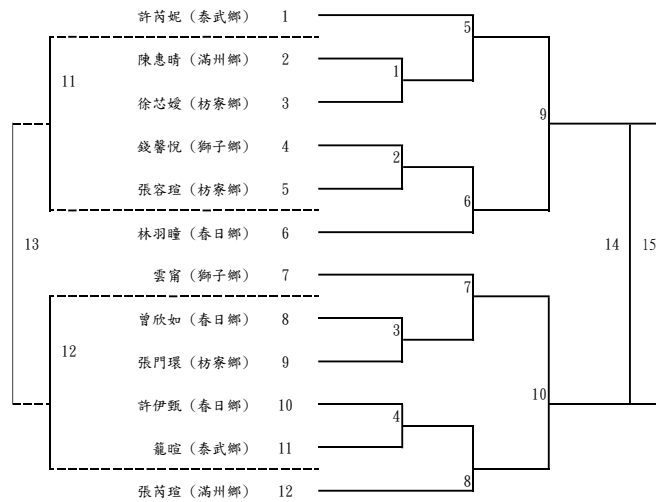 許芮妮 (泰武鄉) 1
5
陳惠晴 (滿州鄉) 2
1
11
徐芯嬡 (枋寮鄉) 3
9
錢馨悅 (獅子鄉) 4
2
張容瑄 (枋寮鄉) 5
6
林羽瞳 (春日鄉) 6
13
14
15
雲甯 (獅子鄉) 7
7
曾欣如 (春日鄉) 8
3
12
張門環 (枋寮鄉) 9
10
許伊甄 (春日鄉) 10
4
籠暄 (泰武鄉) 11
8
張芮瑄 (滿州鄉) 12